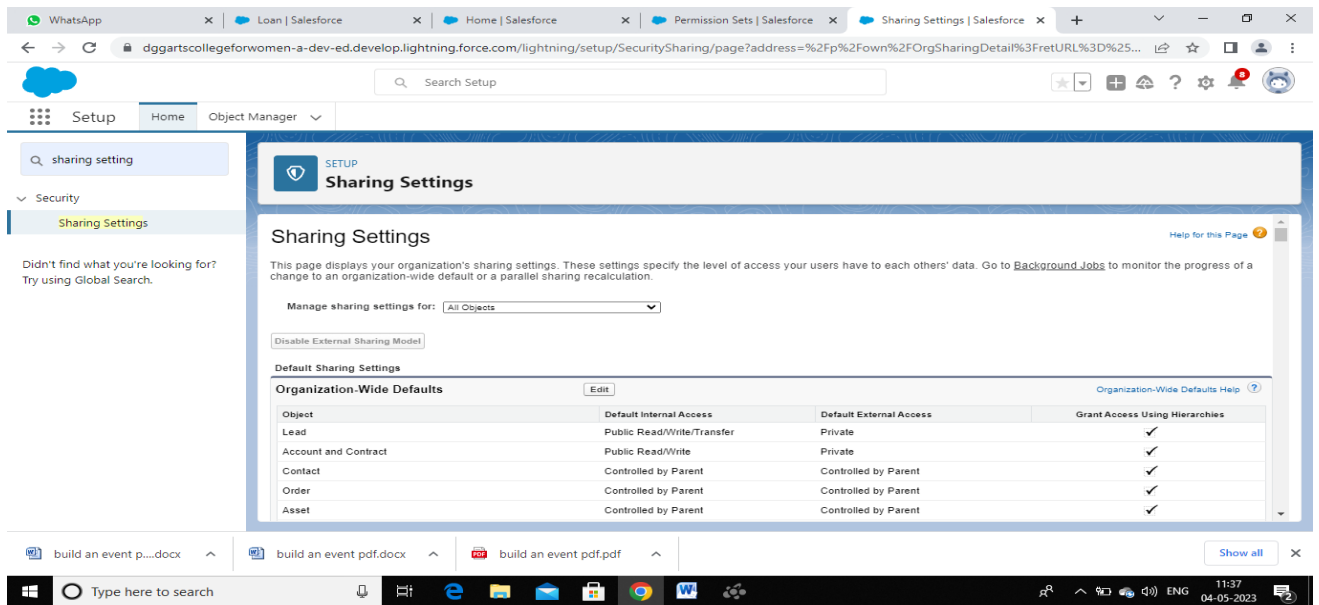 WhatsApp
Loan | Salesforce
Home | Salesforce
Permission Sets | Salesforce
Sharing Settings | Salesforce
dggartscollegeforwomen-a-dev-ed.develop.lightning.force.com/lightning/setup/SecuritySharing/page?address=%2Fp%2Fown%2FOrgSharingDetail%3FretURL%3D%25...
Search Setup
8
Setup
Home
Object Manager
sharing setting
Security
Sharing Settings
Didn't find what you're looking for?
Try using Global Search.
SETUP
Sharing Settings
Sharing Settings
Help for this Page
This page displays your organization's sharing settings. These settings specify the level of access your users have to each others' data. Go to Background Jobs to monitor the progress of a
change to an organization-wide default or a parallel sharing recalculation.
Manage sharing settings for: All Objects
Disable External Sharing Model
Default Sharing Settings
Organization-Wide Defaults Edit Organization-Wide Defaults Help ?
Object Default Internal Access Default External Access Grant Access Using Hierarchies
Lead Public Read/Write/Transfer Private
Account and Contract Public Read/Write Private
Contact Controlled by Parent Controlled by Parent
Order Controlled by Parent Controlled by Parent
Asset Controlled by Parent Controlled by Parent
build an event p....docx
build an event pdf.docx
build an event pdf.pdf
Show all
Type here to search
ENG
11:37
04-05-2023
2